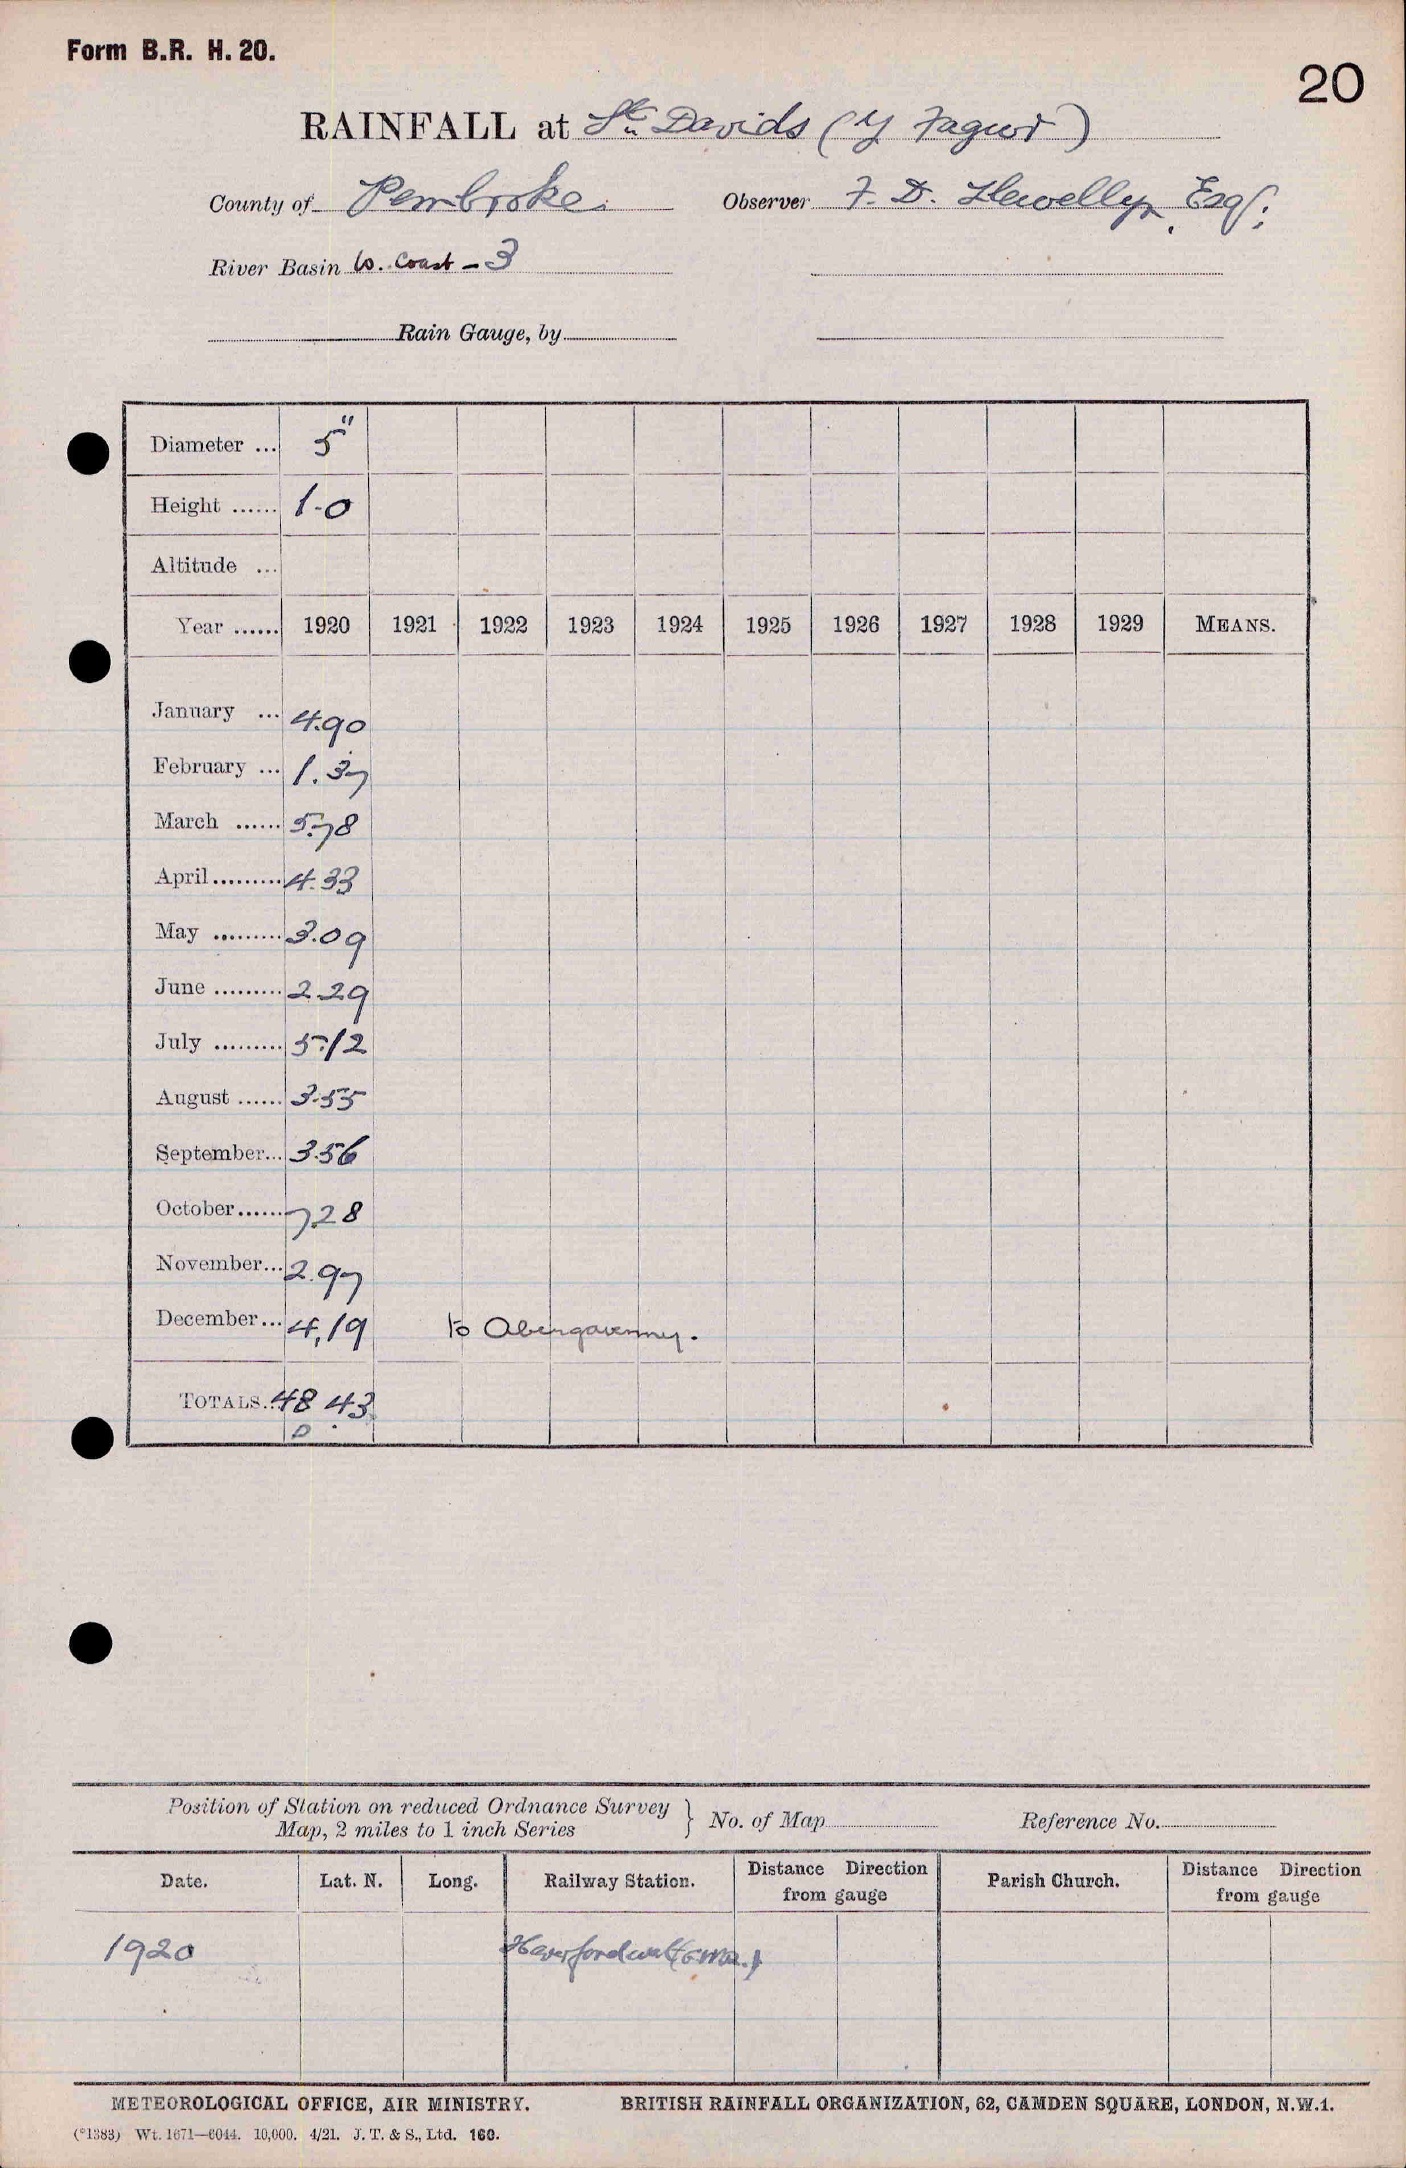 Form B.R. H. 20.
20
RAINFALL at St. Davids (Y Fagwr)
County of Pembroke. Observer F. D. Llewellyn, Esq.;
River Basin W. Coast - 3
Rain Gauge, by
Diameter ... 5"
Height ...... 1-0
Altitude ...
Year ...... 1920 1921 1922 1923 1924 1925 1926 1927 1928 1929 MEANS.
January ... 4.90
February ... 1.37
March ...... 5.78
April ......... 4.33
May ......... 3.09
June ......... 2.29
July ......... 5.12
August ...... 3.55
September... 3.56
October ...... 7.28
November... 2.97
December... 4.19 to Abergavenny.
TOTALS.. 48 43
Position of Station on reduced Ordnance Survey
Map, 2 miles to 1 inch Series } No. of Map Reference No.
Date. Lat. N. Long. Railway Station. Distance Direction from gauge Parish Church. Distance Direction from gauge
1920 Haverfordwest
METEOROLOGICAL OFFICE, AIR MINISTRY. BRITISH RAINFALL ORGANIZATION, 62, CAMDEN SQUARE, LONDON, N.W.1.
(*1383) Wt. 1671—6044. 10,000. 4/21. J. T. & S., Ltd. 160.